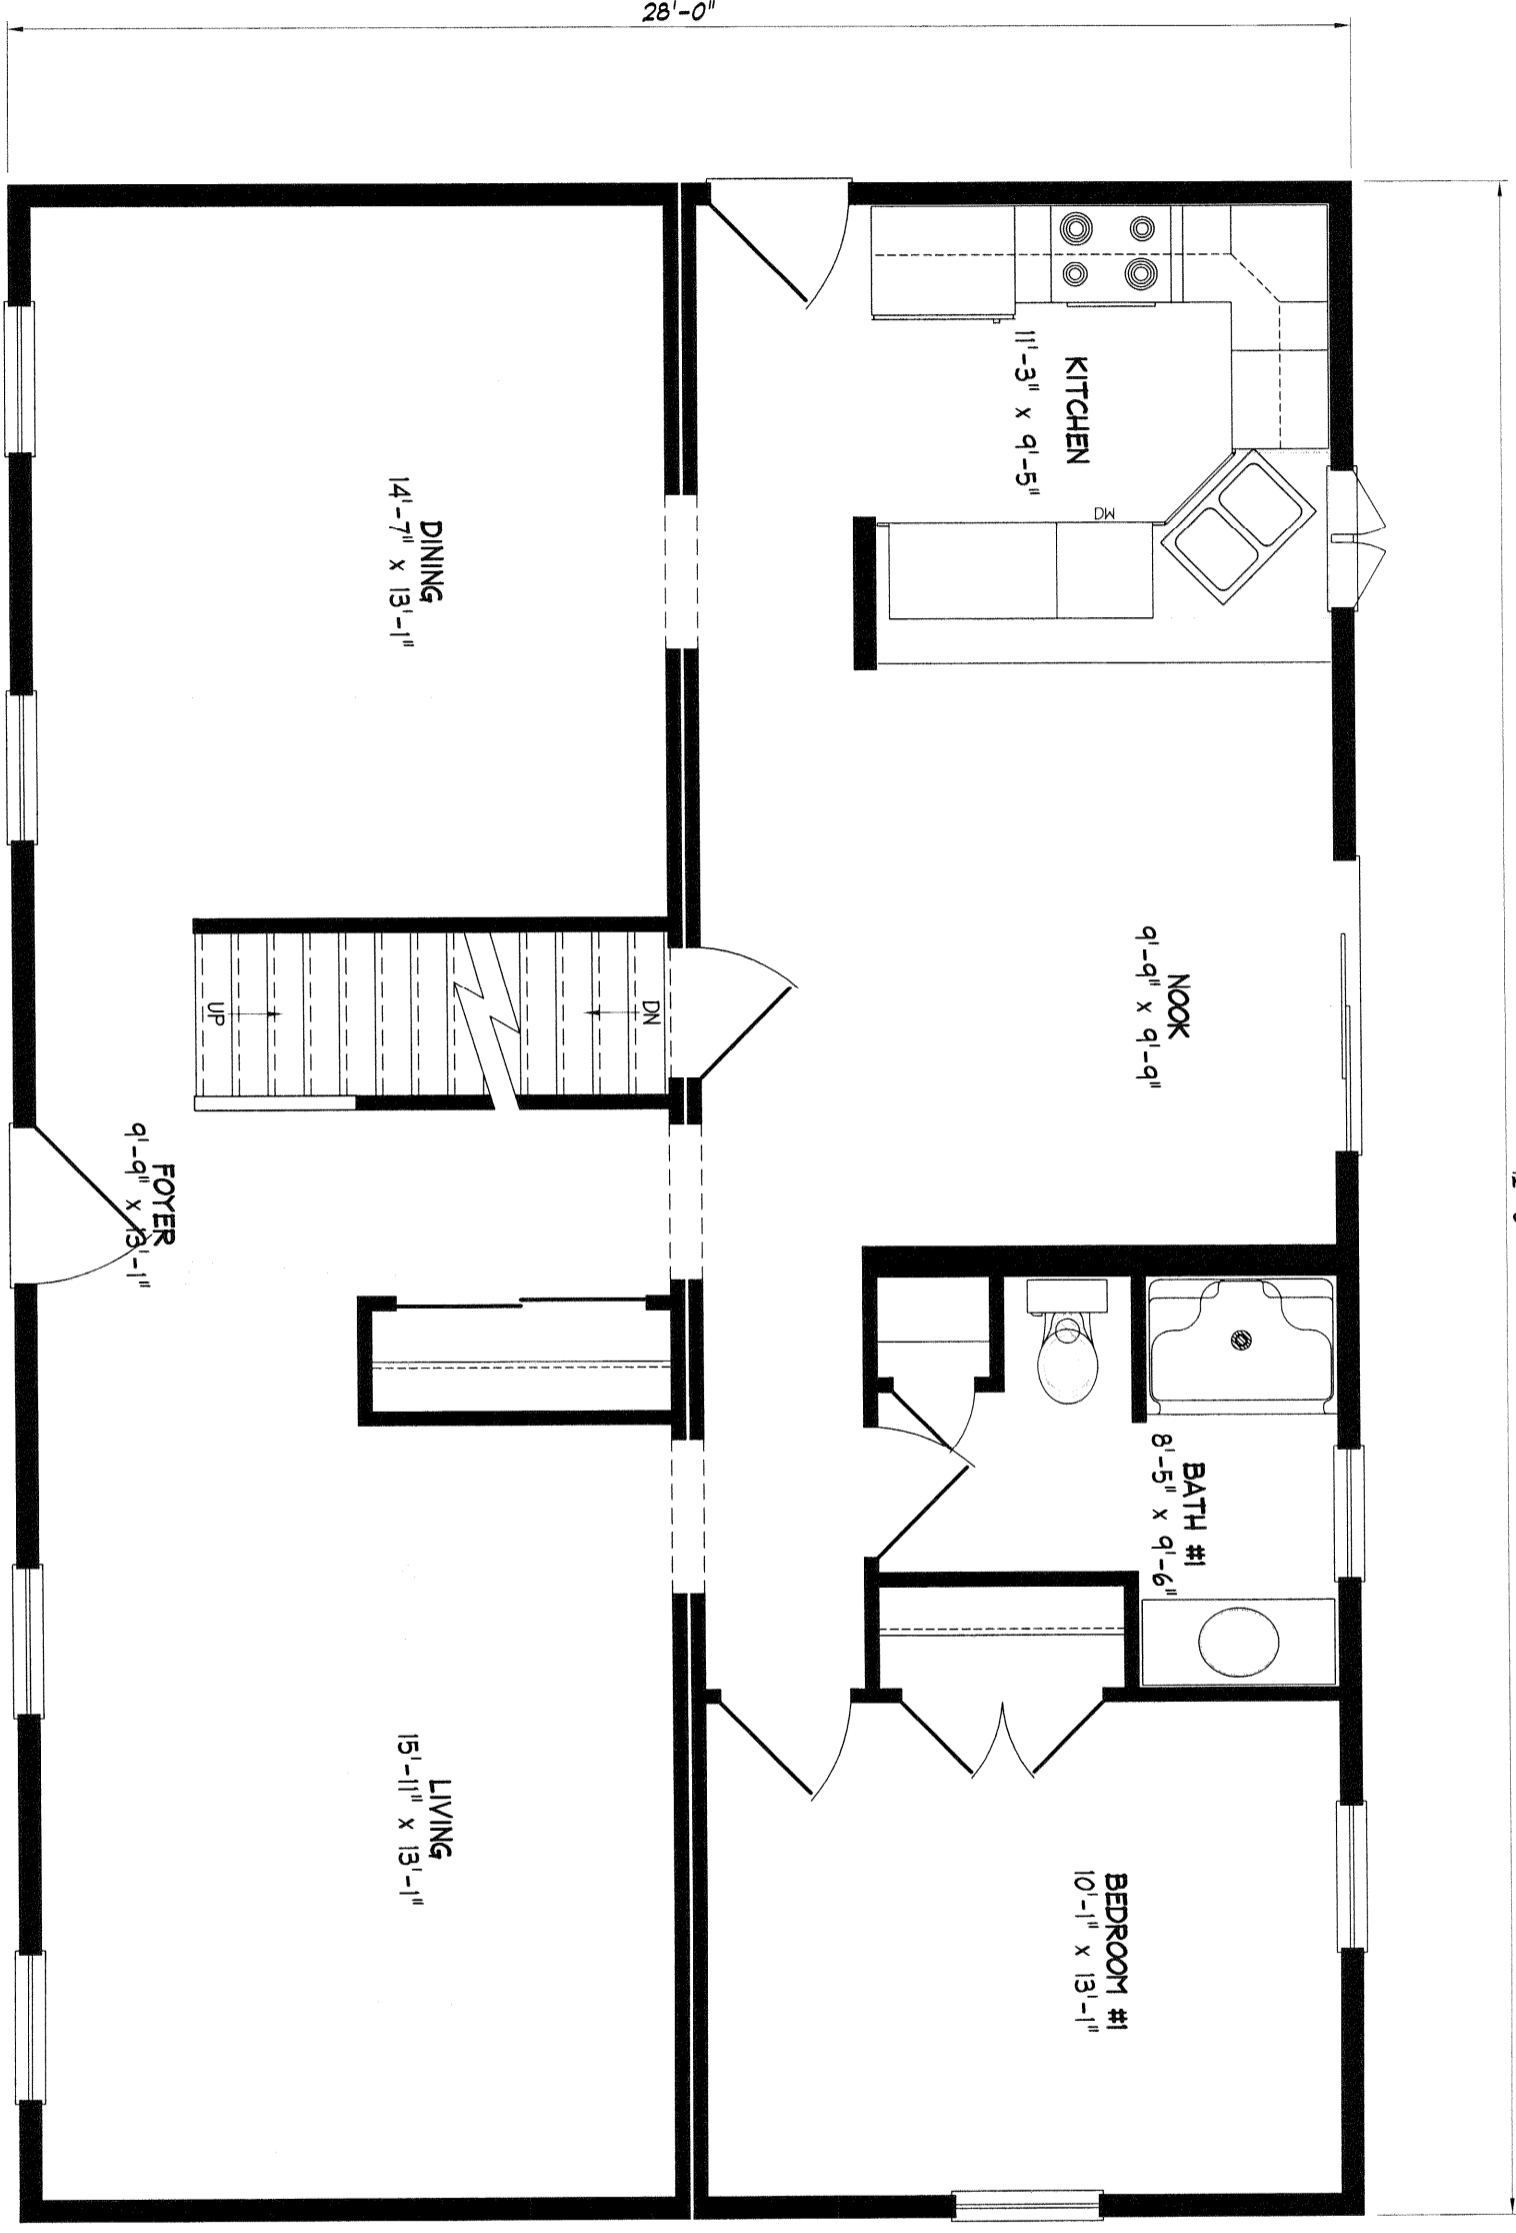 28'-0"
KITCHEN
11'-3" x 9'-5"
DW
DINING
14'-7" x 13'-1"
NOOK
9'-9" x 9'-9"
UP
DN
FOYER
9'-9" x 13'-1"
BATH #1
8'-5" x 9'-6"
LIVING
15'-11" x 13'-1"
BEDROOM #1
10'-1" x 13'-1"